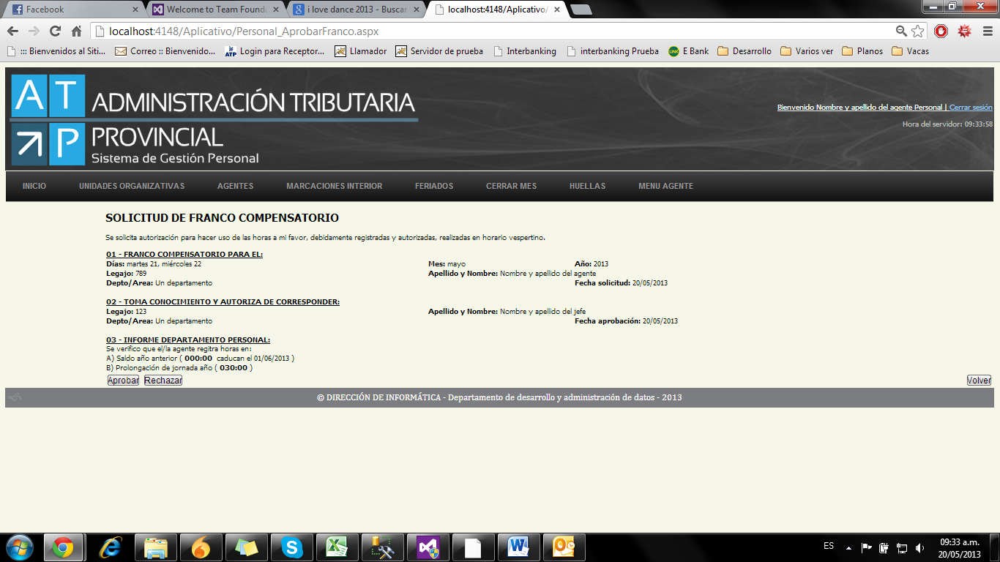 Facebook
Welcome to Team Founda
i love dance 2013 - Buscar
localhost:4148/Aplicativo/
localhost:4148/Aplicativo/Personal_AprobarFranco.aspx
::: Bienvenidos al Siti...
Correo :: Bienvenido...
ATP
Login para Receptor...
Llamador
Servidor de prueba
Interbanking
interbanking Prueba
LINK
E Bank
Desarrollo
Varios ver
Planos
Vacas
AT P
ADMINISTRACIÓN TRIBUTARIA
PROVINCIAL
Sistema de Gestión Personal
Bienvenido Nombre y apellido del agente Personal | Cerrar sesión
Hora del servidor: 09:33:58
INICIO UNIDADES ORGANIZATIVAS AGENTES MARCACIONES INTERIOR FERIADOS CERRAR MES HUELLAS MENU AGENTE
SOLICITUD DE FRANCO COMPENSATORIO
Se solicita autorización para hacer uso de las horas a mi favor, debidamente registradas y autorizadas, realizadas en horario vespertino.
01 - FRANCO COMPENSATORIO PARA EL:
Días: martes 21, miércoles 22 Mes: mayo Año: 2013
Legajo: 789 Apellido y Nombre: Nombre y apellido del agente
Depto/Area: Un departamento Fecha solicitud: 20/05/2013
02 - TOMA CONOCIMIENTO Y AUTORIZA DE CORRESPONDER:
Legajo: 123 Apellido y Nombre: Nombre y apellido del jefe
Depto/Area: Un departamento Fecha aprobación: 20/05/2013
03 - INFORME DEPARTAMENTO PERSONAL:
Se verifico que el/la agente regitra horas en:
A) Saldo año anterior ( 000:00 caducan el 01/06/2013 )
B) Prolongación de jornada año ( 030:00 )
Aprobar Rechazar Volver
© DIRECCIÓN DE INFORMÁTICA - Departamento de desarrollo y administración de datos - 2013
ES
09:33 a.m.
20/05/2013